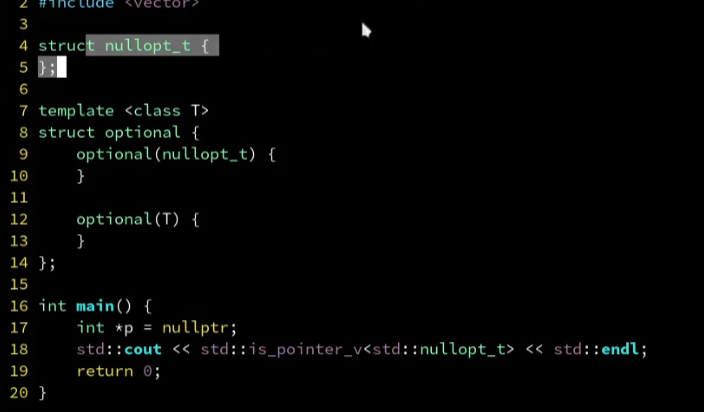 2 #include <vector>
3
4 struct nullopt_t {
5 };
6
7 template <class T>
8 struct optional {
9     optional(nullopt_t) {
10     }
11
12     optional(T) {
13     }
14 };
15
16 int main() {
17     int *p = nullptr;
18     std::cout << std::is_pointer_v<std::nullopt_t> << std::endl;
19     return 0;
20 }